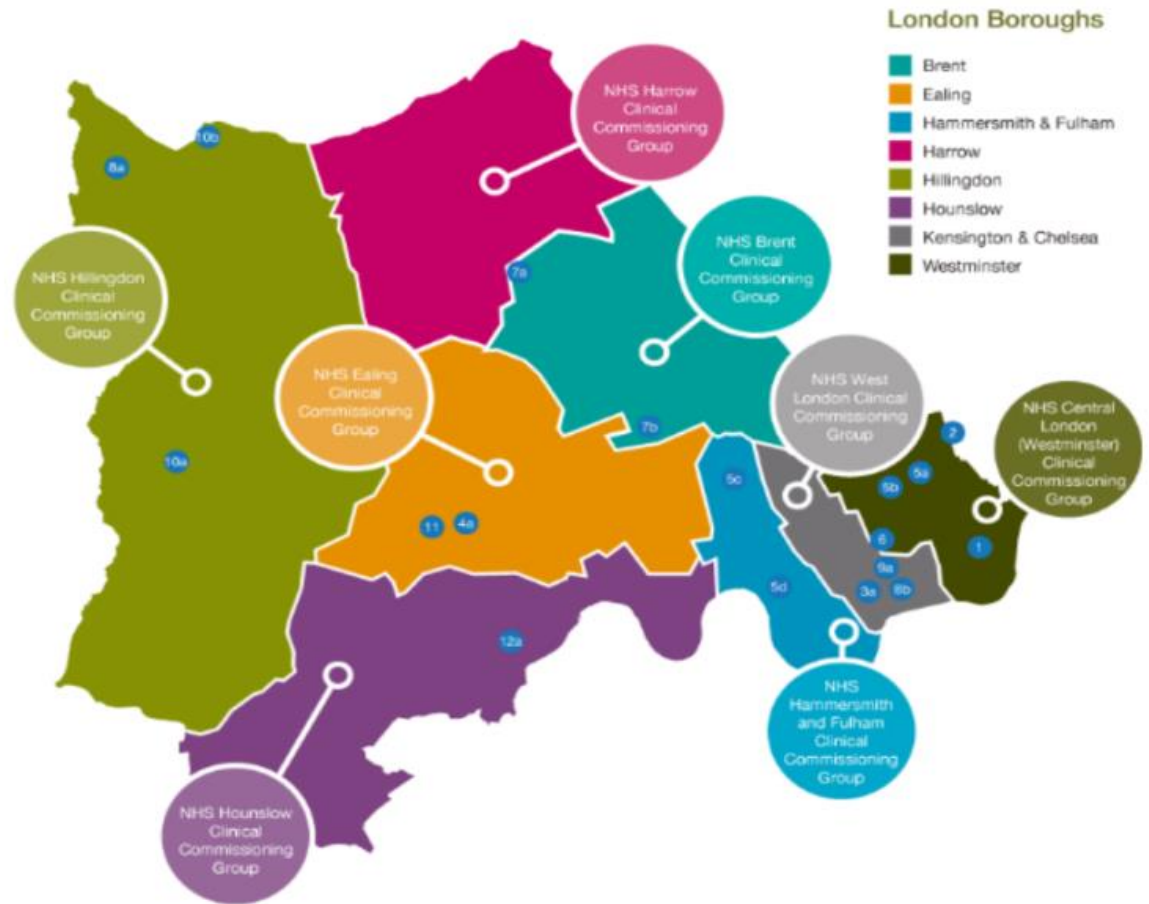 London Boroughs
Brent
Ealing
Hammersmith & Fulham
Harrow
Hillingdon
Hounslow
Kensington & Chelsea
Westminster
NHS Harrow
Clinical
Commissioning
Group
10b
8a
NHS Hillingdon
Clinical
Commissioning
Group
NHS Brent
Clinical
Commissioning
Group
7a
NHS Ealing
Clinical
Commissioning
Group
NHS West
London Clinical
Commissioning
Group
NHS Central
London
(Westminster)
Clinical
Commissioning
Group
7b
2
10a
5c
5a
5b
11
4a
6
1
3a
5d
12a
NHS
Hammersmith
and Fulham
Clinical
Commissioning
Group
NHS Hounslow
Clinical
Commissioning
Group